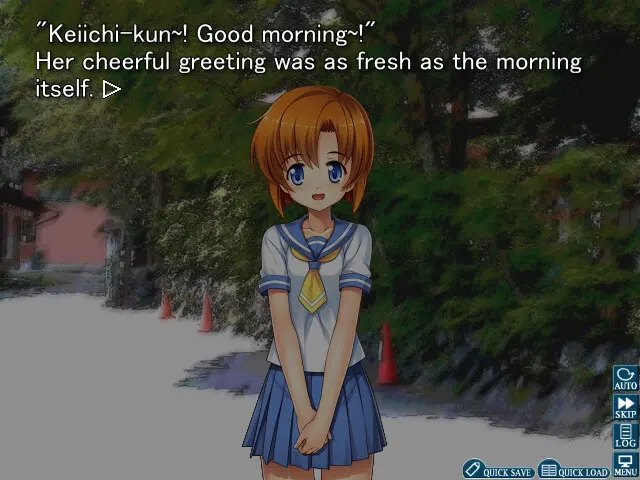 "Keiichi-kun~! Good morning~!"
Her cheerful greeting was as fresh as the morning
itself.
AUTO
SKIP
LOG
MENU
QUICK SAVE
QUICK LOAD